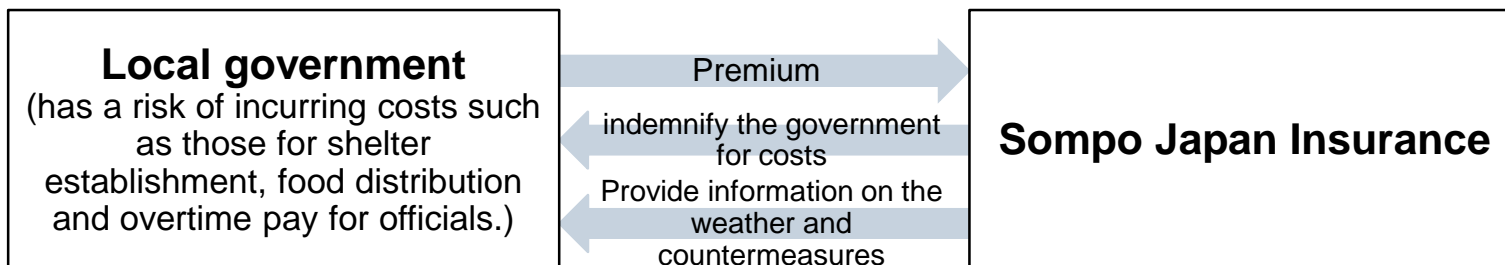 Local government
(has a risk of incurring costs such
as those for shelter
establishment, food distribution
and overtime pay for officials.)
Premium
indemnify the government
for costs
Provide information on the
weather and
countermeasures
Sompo Japan Insurance